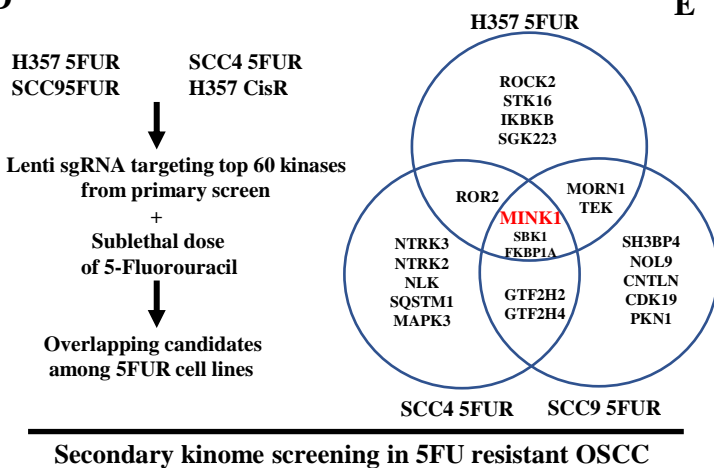 E
H357 5FUR SCC4 5FUR
SCC95FUR H357 CisR
Lenti sgRNA targeting top 60 kinases
from primary screen
+
Sublethal dose
of 5-Fluorouracil
Overlapping candidates
among 5FUR cell lines
H357 5FUR
ROCK2
STK16
IKBKB
SGK223
ROR2
MORN1
TEK
MINK1
SBK1
FKBP1A
NTRK3
NTRK2
NLK
SQSTM1
MAPK3
GTF2H2
GTF2H4
SH3BP4
NOL9
CNTLN
CDK19
PKN1
SCC4 5FUR
SCC9 5FUR
Secondary kinome screening in 5FU resistant OSCC